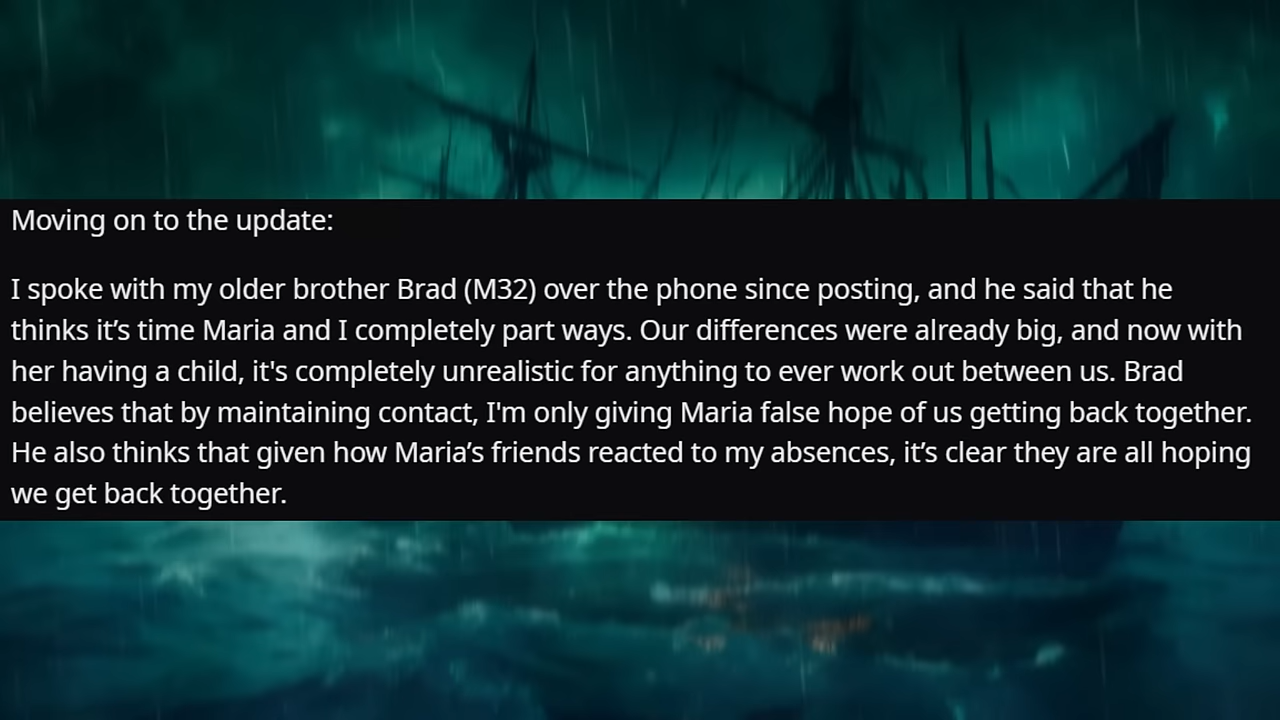 Moving on to the update:
I spoke with my older brother Brad (M32) over the phone since posting, and he said that he
thinks it’s time Maria and I completely part ways. Our differences were already big, and now with
her having a child, it's completely unrealistic for anything to ever work out between us. Brad
believes that by maintaining contact, I'm only giving Maria false hope of us getting back together.
He also thinks that given how Maria’s friends reacted to my absences, it’s clear they are all hoping
we get back together.